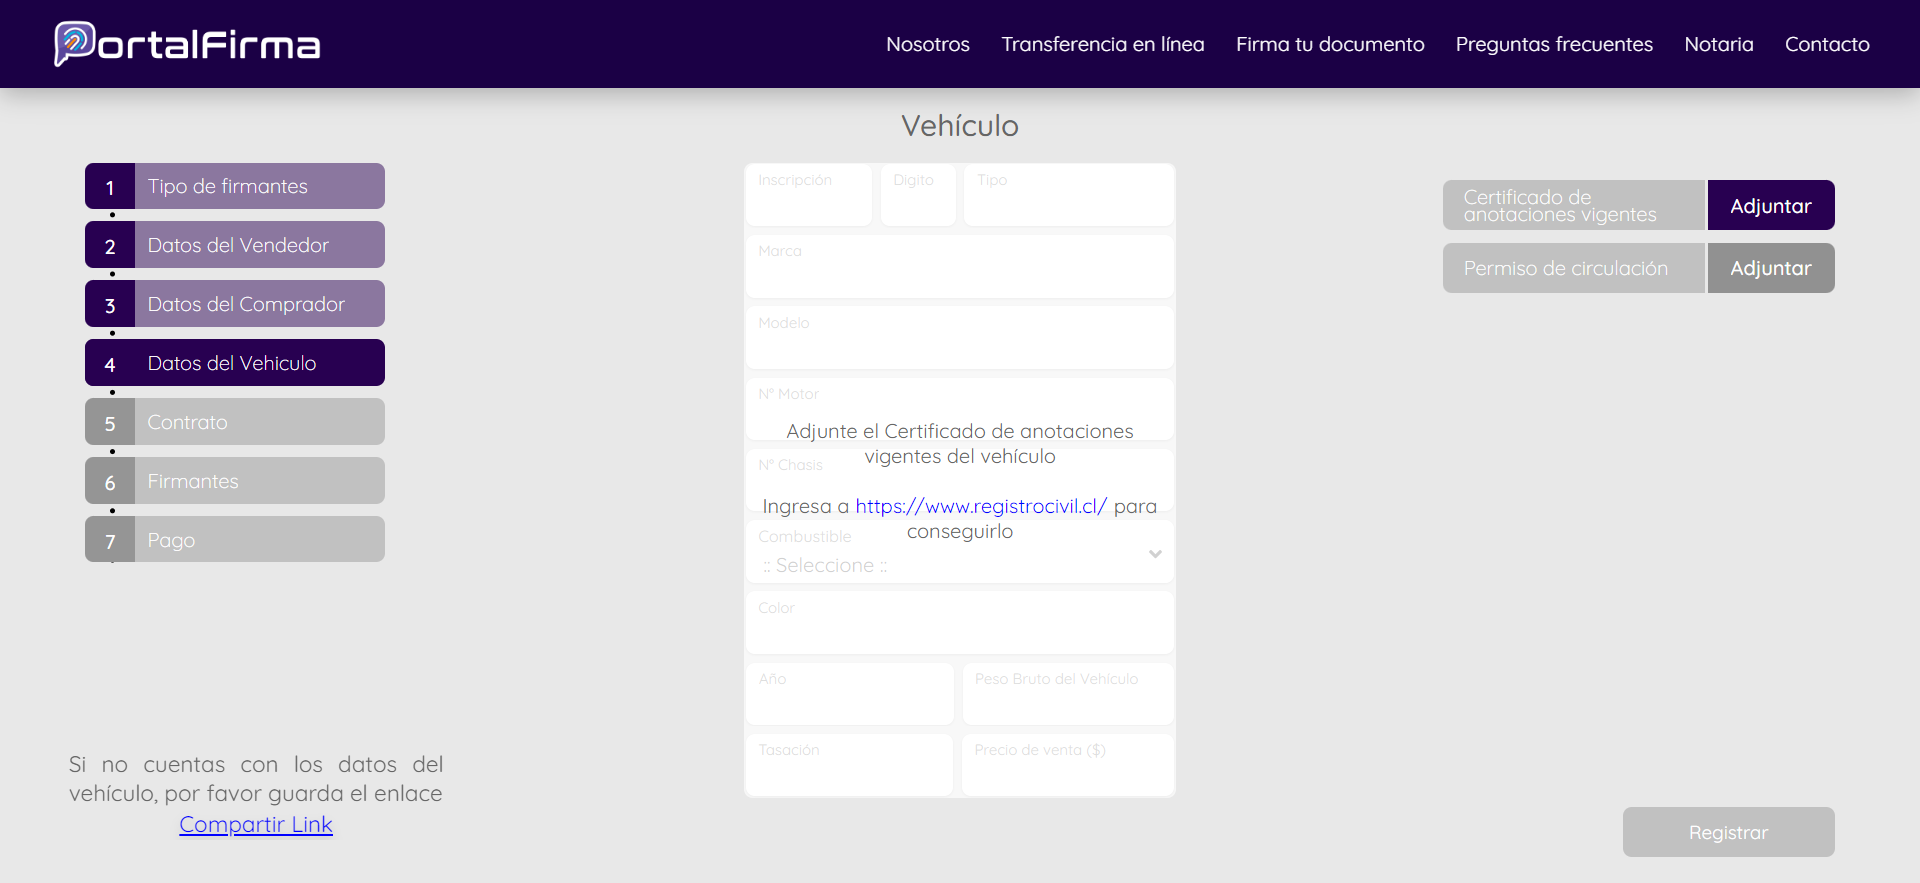 PortalFirma
Nosotros Transferencia en línea Firma tu documento Preguntas frecuentes Notaria Contacto
Vehículo
1 Tipo de firmantes
2 Datos del Vendedor
3 Datos del Comprador
4 Datos del Vehiculo
5 Contrato
6 Firmantes
7 Pago
Si no cuentas con los datos del
vehículo, por favor guarda el enlace
Compartir Link
Inscripción Digito Tipo
Marca
Modelo
N° Motor
Adjunte el Certificado de anotaciones
vigentes del vehículo
N° Chasis
Ingresa a https://www.registrocivil.cl/ para
conseguirlo
Combustible
:: Seleccione ::
Color
Año Peso Bruto del Vehículo
Tasación Precio de venta ($)
Certificado de
anotaciones vigentes
Adjuntar
Permiso de circulación Adjuntar
Registrar